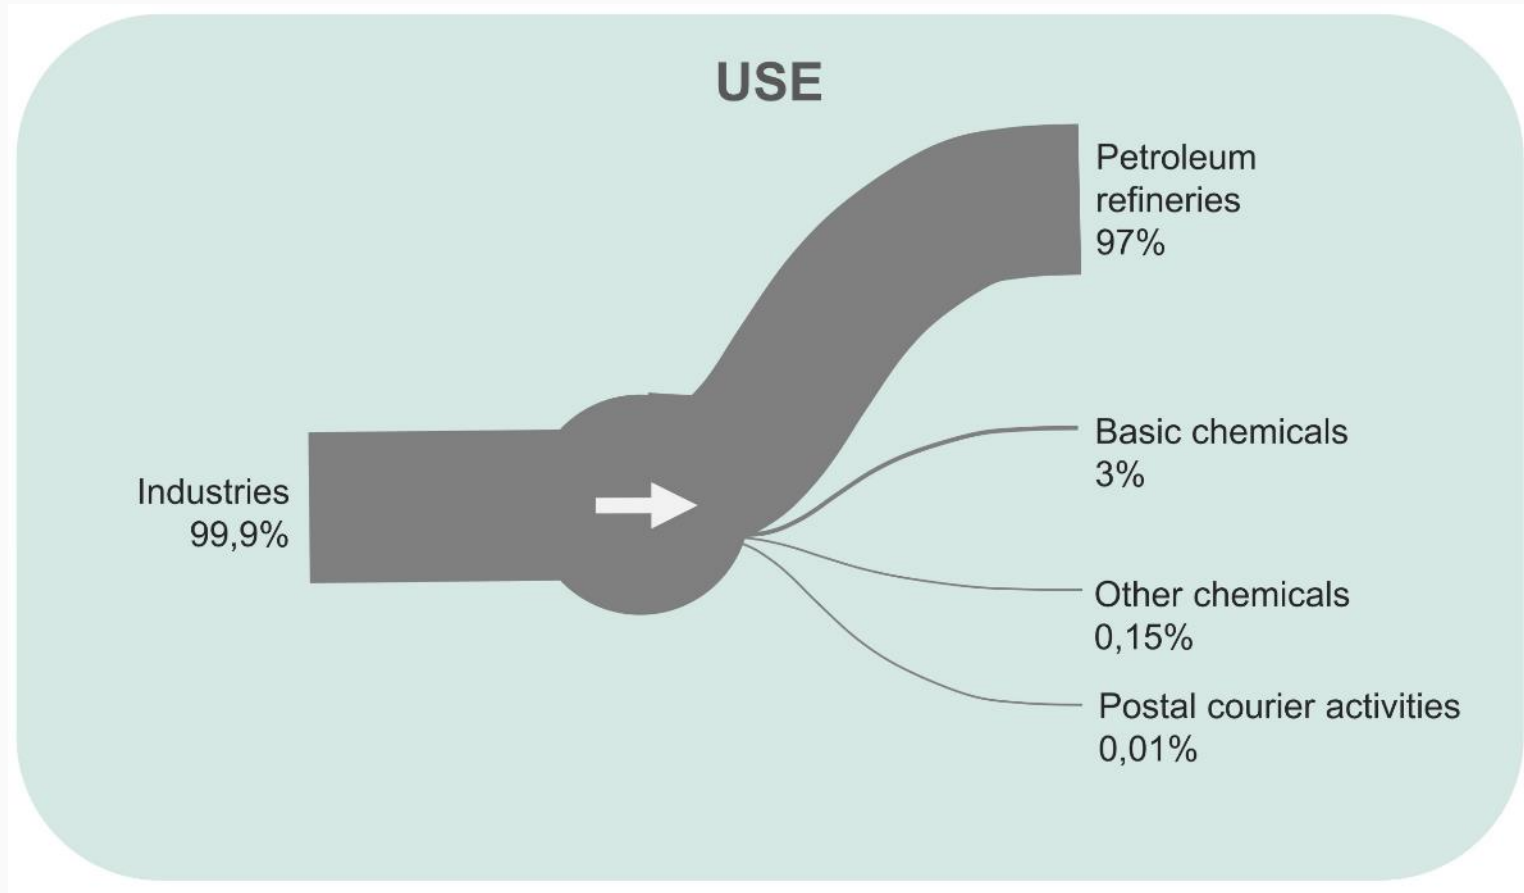 USE
Petroleum
refineries
97%
Basic chemicals
3%
Industries
99,9%
Other chemicals
0,15%
Postal courier activities
0,01%